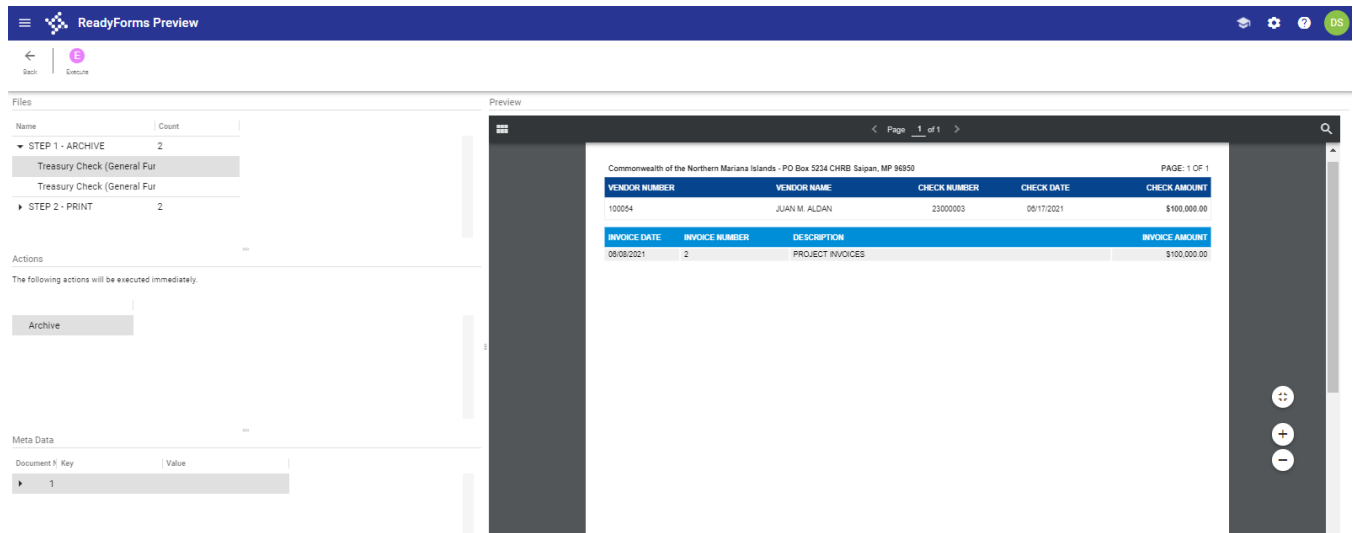 ReadyForms Preview
DS
Back
E
Execute
Files
Name Count
STEP 1 - ARCHIVE 2
Treasury Check (General Fur
Treasury Check (General Fur
STEP 2 - PRINT 2
Actions
The following actions will be executed immediately.
Archive
Meta Data
Document N Key Value
1
Preview
Page 1 of 1
Commonwealth of the Northern Mariana Islands - PO Box 5234 CHRB Saipan, MP 96950 PAGE: 1 OF 1
VENDOR NUMBER VENDOR NAME CHECK NUMBER CHECK DATE CHECK AMOUNT
100054 JUAN M. ALDAN 23000003 06/17/2021 $100,000.00
INVOICE DATE INVOICE NUMBER DESCRIPTION INVOICE AMOUNT
06/08/2021 2 PROJECT INVOICES $100,000.00